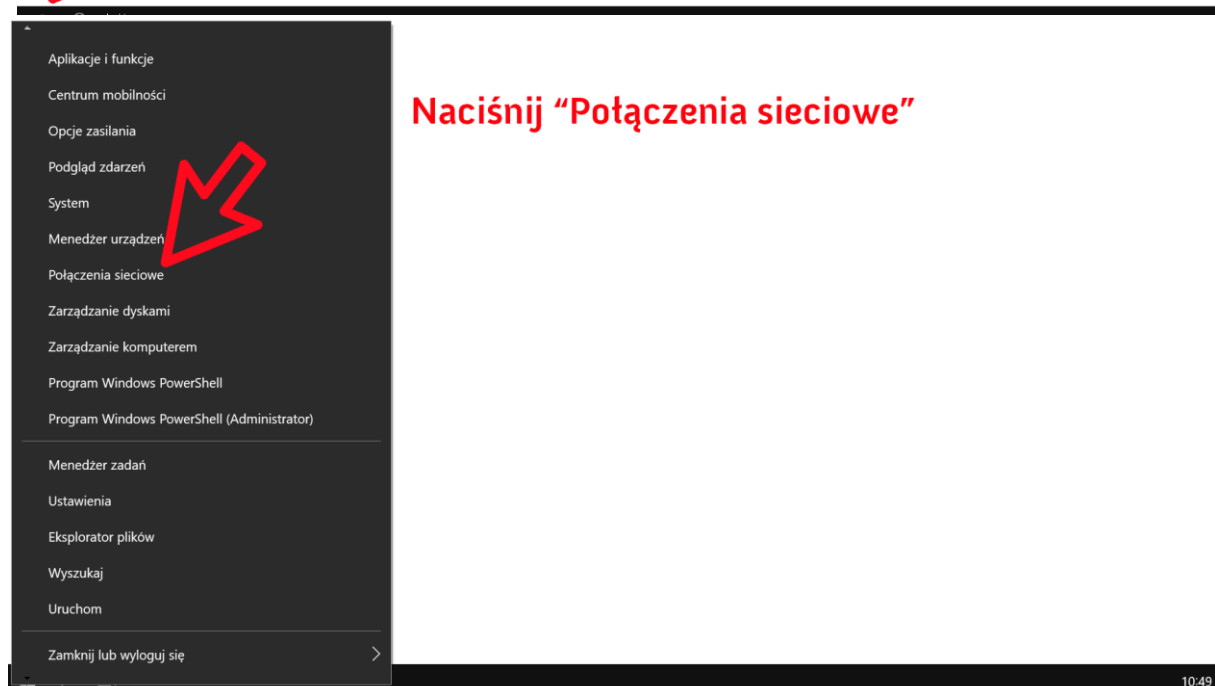 Aplikacje i funkcje
Centrum mobilności
Naciśnij “Połączenia sieciowe”
Opcje zasilania
Podgląd zdarzeń
System
Menedżer urządzeń
Połączenia sieciowe
Zarządzanie dyskami
Zarządzanie komputerem
Program Windows PowerShell
Program Windows PowerShell (Administrator)
Menedżer zadań
Ustawienia
Eksplorator plików
Wyszukaj
Uruchom
Zamknij lub wyloguj się
10:49